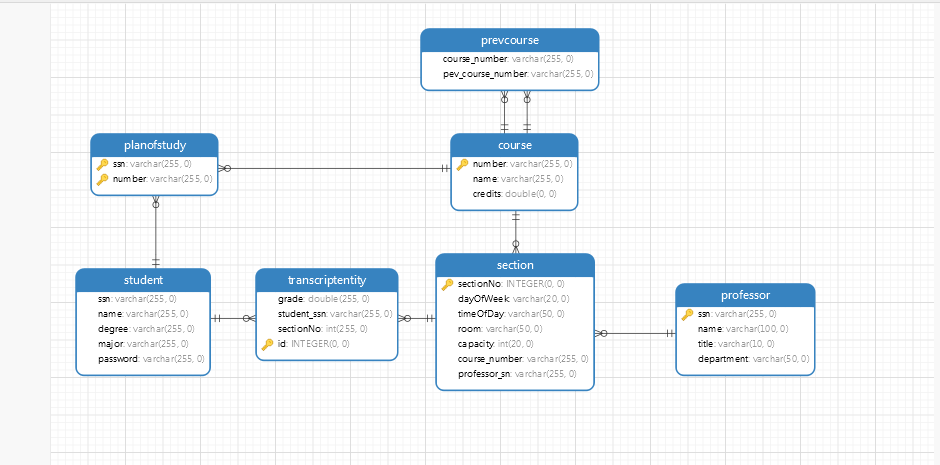 prevcourse
course_number: varchar(255, 0)
pev_course_number: varchar(255, 0)
planofstudy
ssn: varchar(255, 0)
number: varchar(255, 0)
course
number: varchar(255, 0)
name: varchar(255, 0)
credits: double(0, 0)
student
ssn: varchar(255, 0)
name: varchar(255, 0)
degree: varchar(255, 0)
major: varchar(255, 0)
password: varchar(255, 0)
transcriptentity
grade: double(255, 0)
student_ssn: varchar(255, 0)
sectionNo: int(255, 0)
id: INTEGER(0, 0)
section
sectionNo: INTEGER(0, 0)
dayOfWeek: varchar(20, 0)
timeOfDay: varchar(50, 0)
room: varchar(50, 0)
capacity: int(20, 0)
course_number: varchar(255, 0)
professor_sn: varchar(255, 0)
professor
ssn: varchar(255, 0)
name: varchar(100, 0)
title: varchar(10, 0)
department: varchar(50, 0)